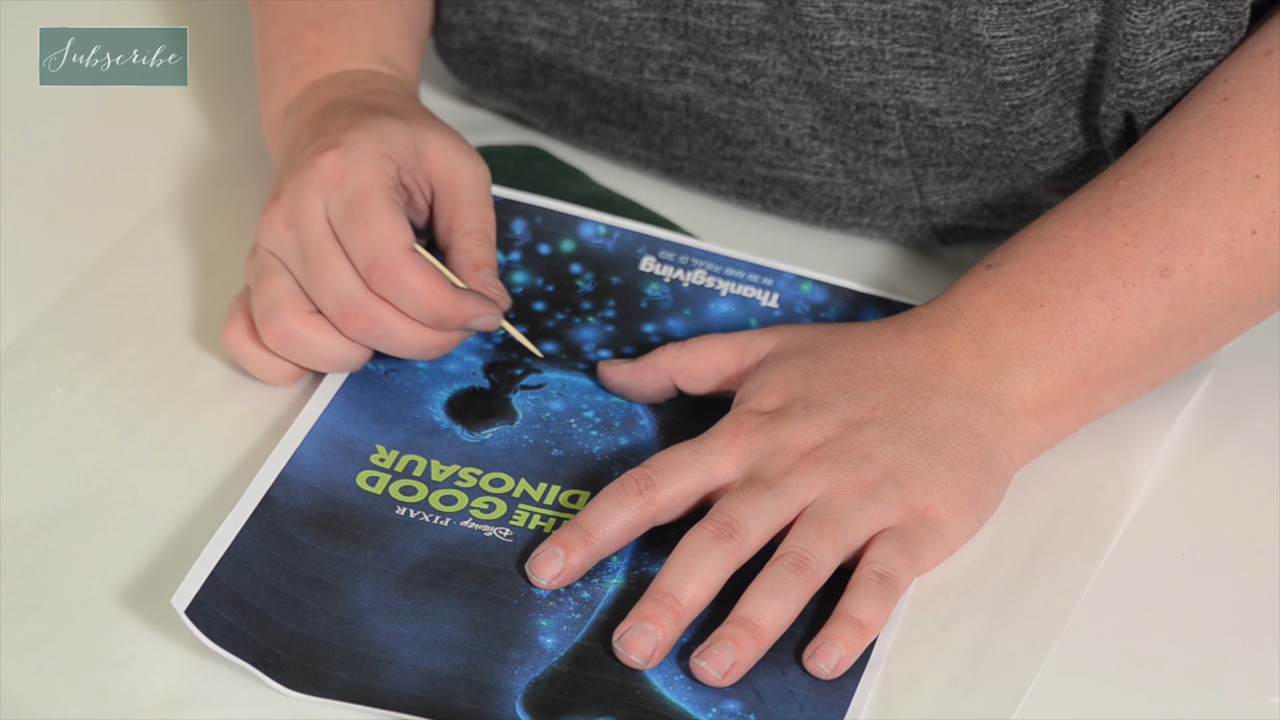 Subscribe
Thanksgiving
IN 3D AND REAL D 3D
DISNEY · PIXAR
THE GOOD
DINOSAUR